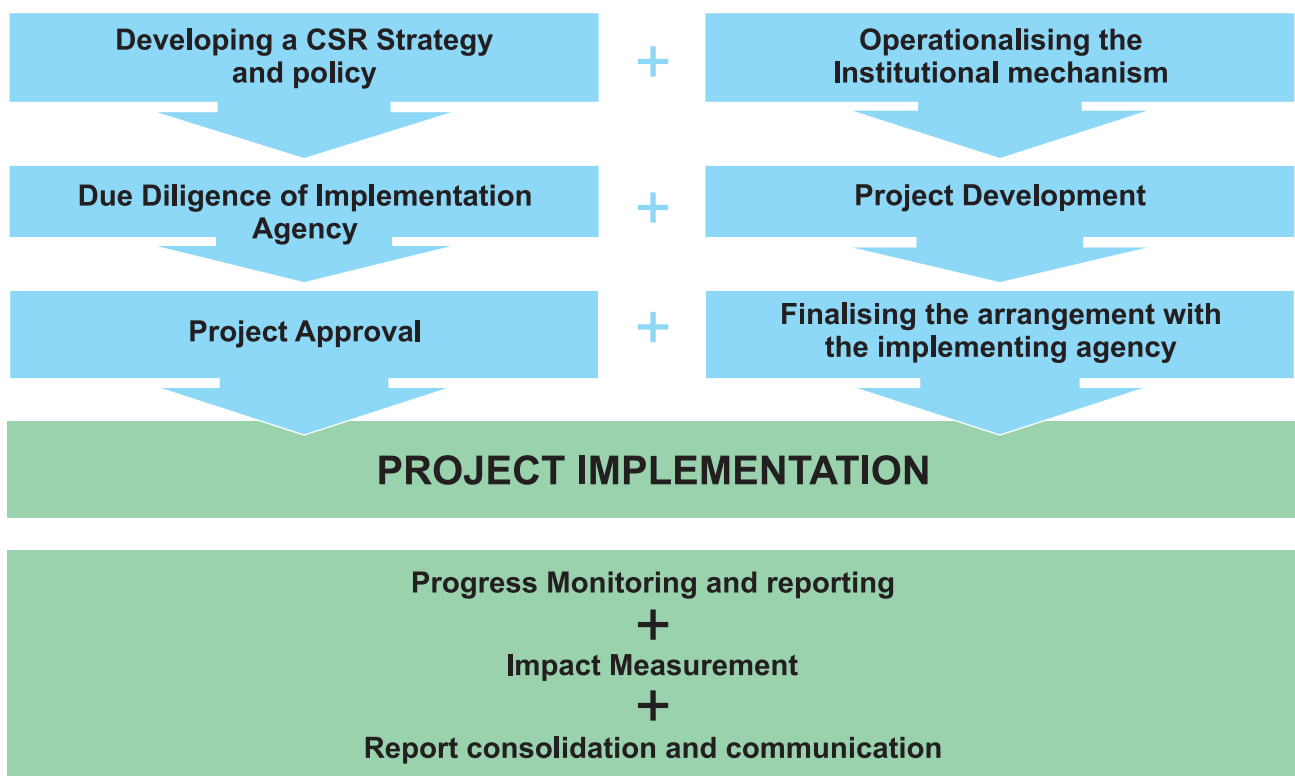 Developing a CSR Strategy
and policy
+
Operationalising the
Institutional mechanism
Due Diligence of Implementation
Agency
+
Project Development
Project Approval
+
Finalising the arrangement with
the implementing agency
PROJECT IMPLEMENTATION
Progress Monitoring and reporting
+
Impact Measurement
+
Report consolidation and communication